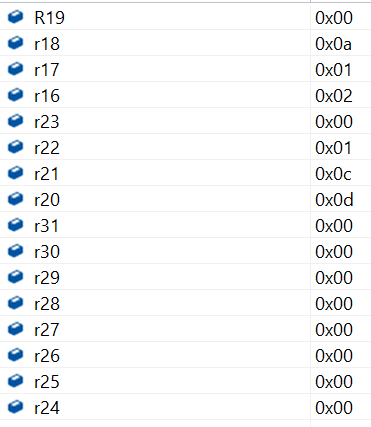 R19 0x00
r18 0x0a
r17 0x01
r16 0x02
r23 0x00
r22 0x01
r21 0x0c
r20 0x0d
r31 0x00
r30 0x00
r29 0x00
r28 0x00
r27 0x00
r26 0x00
r25 0x00
r24 0x00